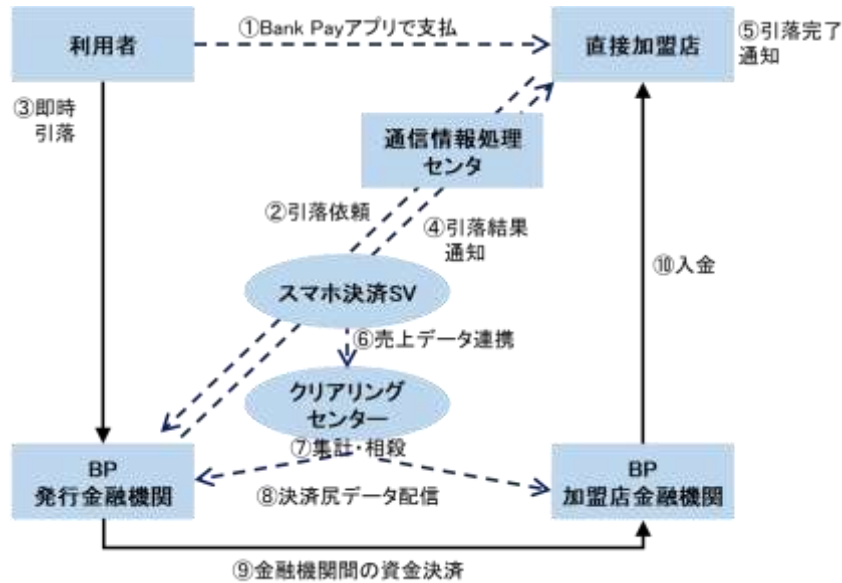 ①Bank Payアプリで支払
利用者
直接加盟店
⑤引落完了
通知
③即時
引落
通信情報処理
センタ
②引落依頼
④引落結果
通知
⑩入金
スマホ決済SV
⑥売上データ連携
クリアリング
センター
⑦集計・相殺
BP
発行金融機関
BP
加盟店金融機関
⑧決済尻データ配信
⑨金融機関間の資金決済